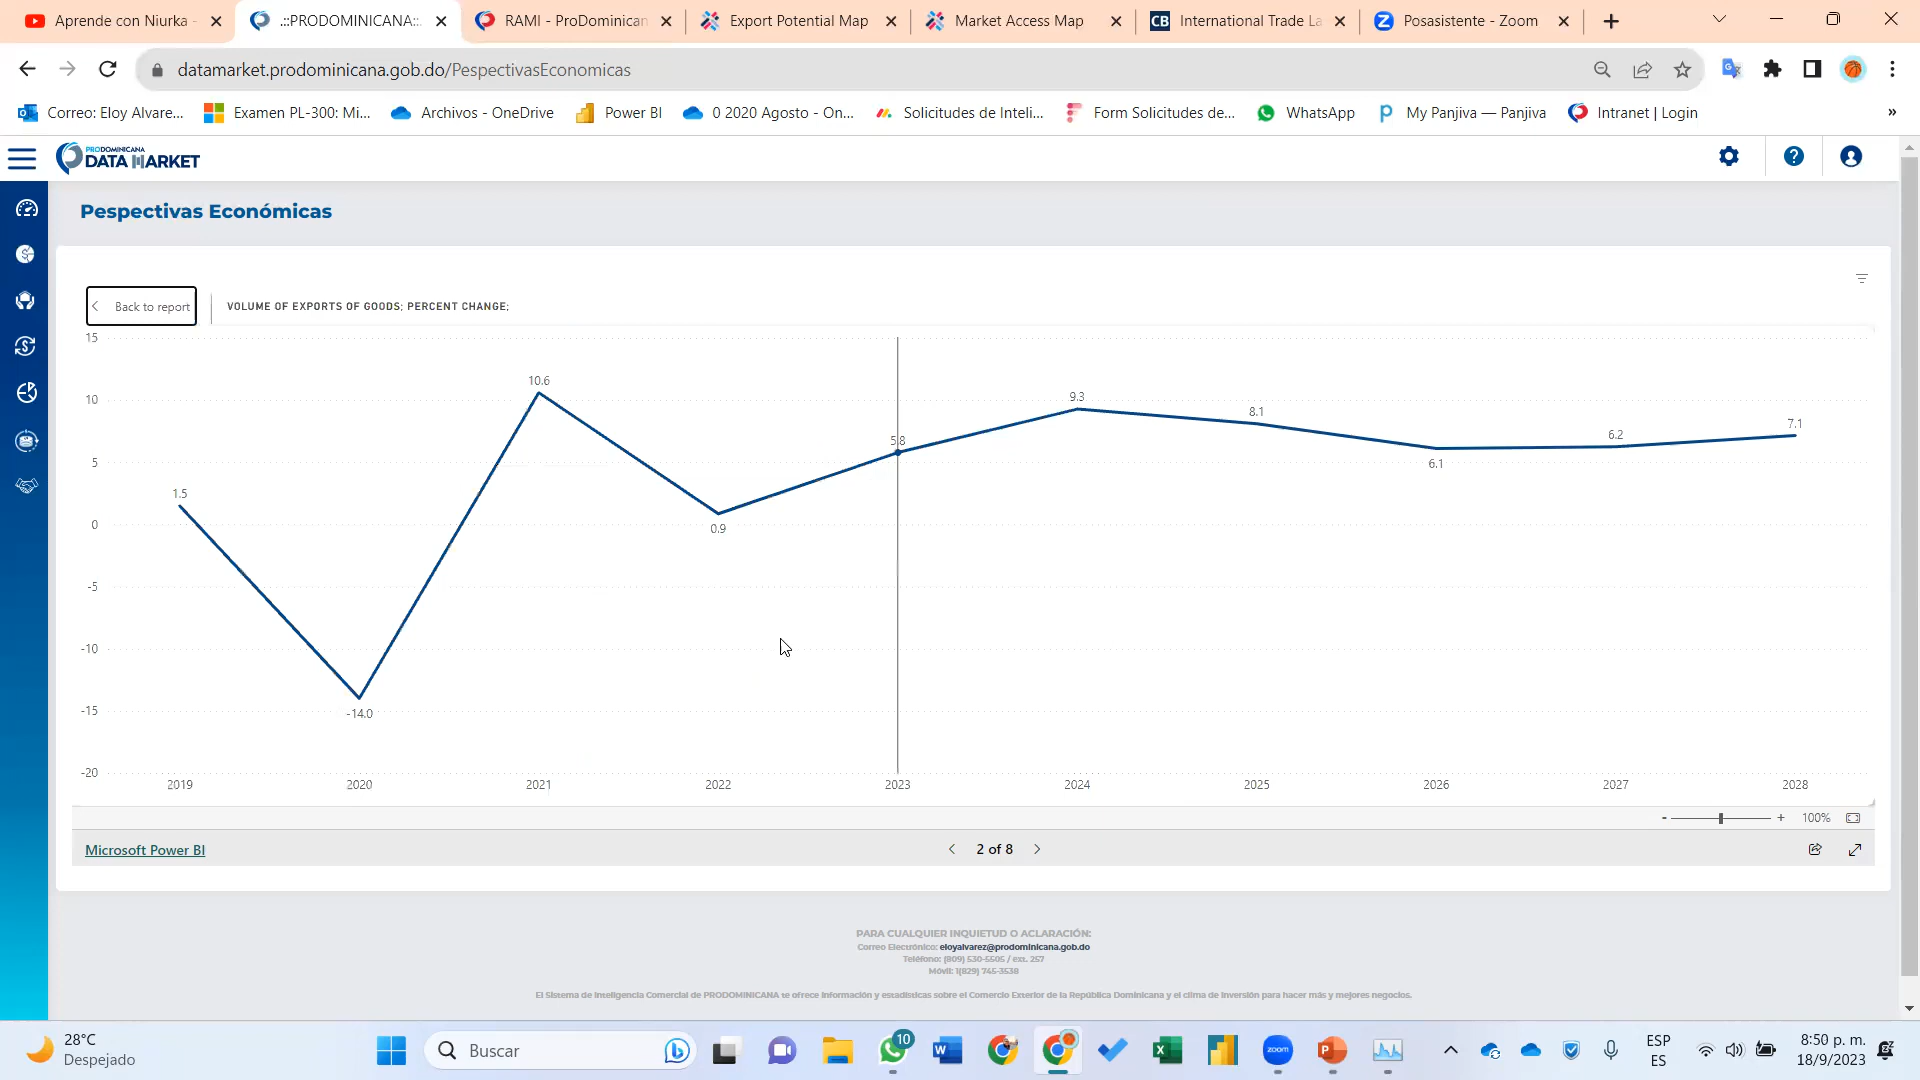 Aprende con Niurka -
.::PRODOMINICANA::.
RAMI - ProDominican
Export Potential Map
Market Access Map
CB International Trade La
Posasistente - Zoom
datamarket.prodominicana.gob.do/PespectivasEconomicas
Correo: Eloy Alvare...
Examen PL-300: Mi...
Archivos - OneDrive
Power BI
0 2020 Agosto - On...
Solicitudes de Inteli...
Form Solicitudes de...
WhatsApp
My Panjiva — Panjiva
Intranet | Login
»
PRODOMINICANA
DATA MARKET
Pespectivas Económicas
Back to report
VOLUME OF EXPORTS OF GOODS; PERCENT CHANGE;
15
10
5
0
-5
-10
-15
-20
1.5
-14.0
10.6
0.9
5.8
9.3
8.1
6.1
6.2
7.1
2019 2020 2021 2022 2023 2024 2025 2026 2027 2028
- + 100%
Microsoft Power BI
< 2 of 8 >
PARA CUALQUIER INQUIETUD O ACLARACIÓN:
Correo Electrónico: eloyalvarez@prodominicana.gob.do
Teléfono: (809) 530-5505 / ext. 257
Móvil: 1(829) 745-3538
El Sistema de Inteligencia Comercial de PRODOMINICANA te ofrece información y estadísticas sobre el Comercio Exterior de la República Dominicana y el clima de inversión para hacer más y mejores negocios.
28°C
Despejado
Buscar
10
zoom
ESP
ES
8:50 p. m.
18/9/2023